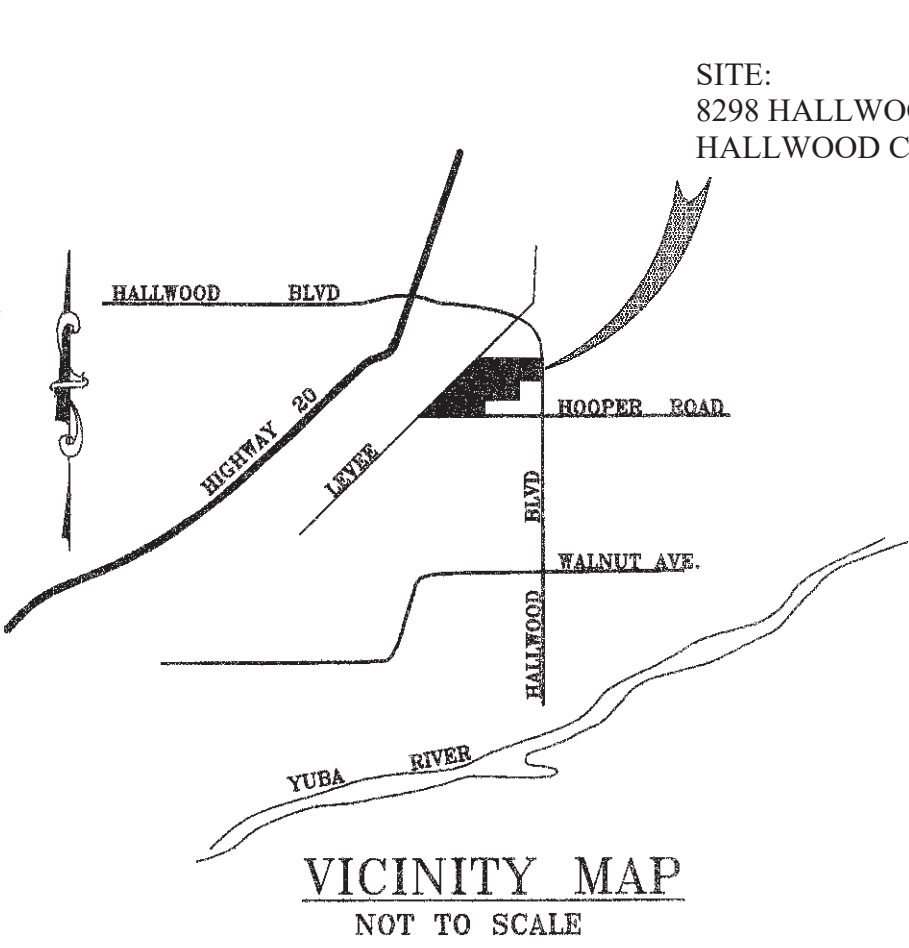 SITE:
8298 HALLWOO
HALLWOOD C
HALLWOOD BLVD
HIGHWAY 20
LEVEE
HOOPER ROAD
BLVD
WALNUT AVE.
HALLWOOD
YUBA RIVER
VICINITY MAP
NOT TO SCALE